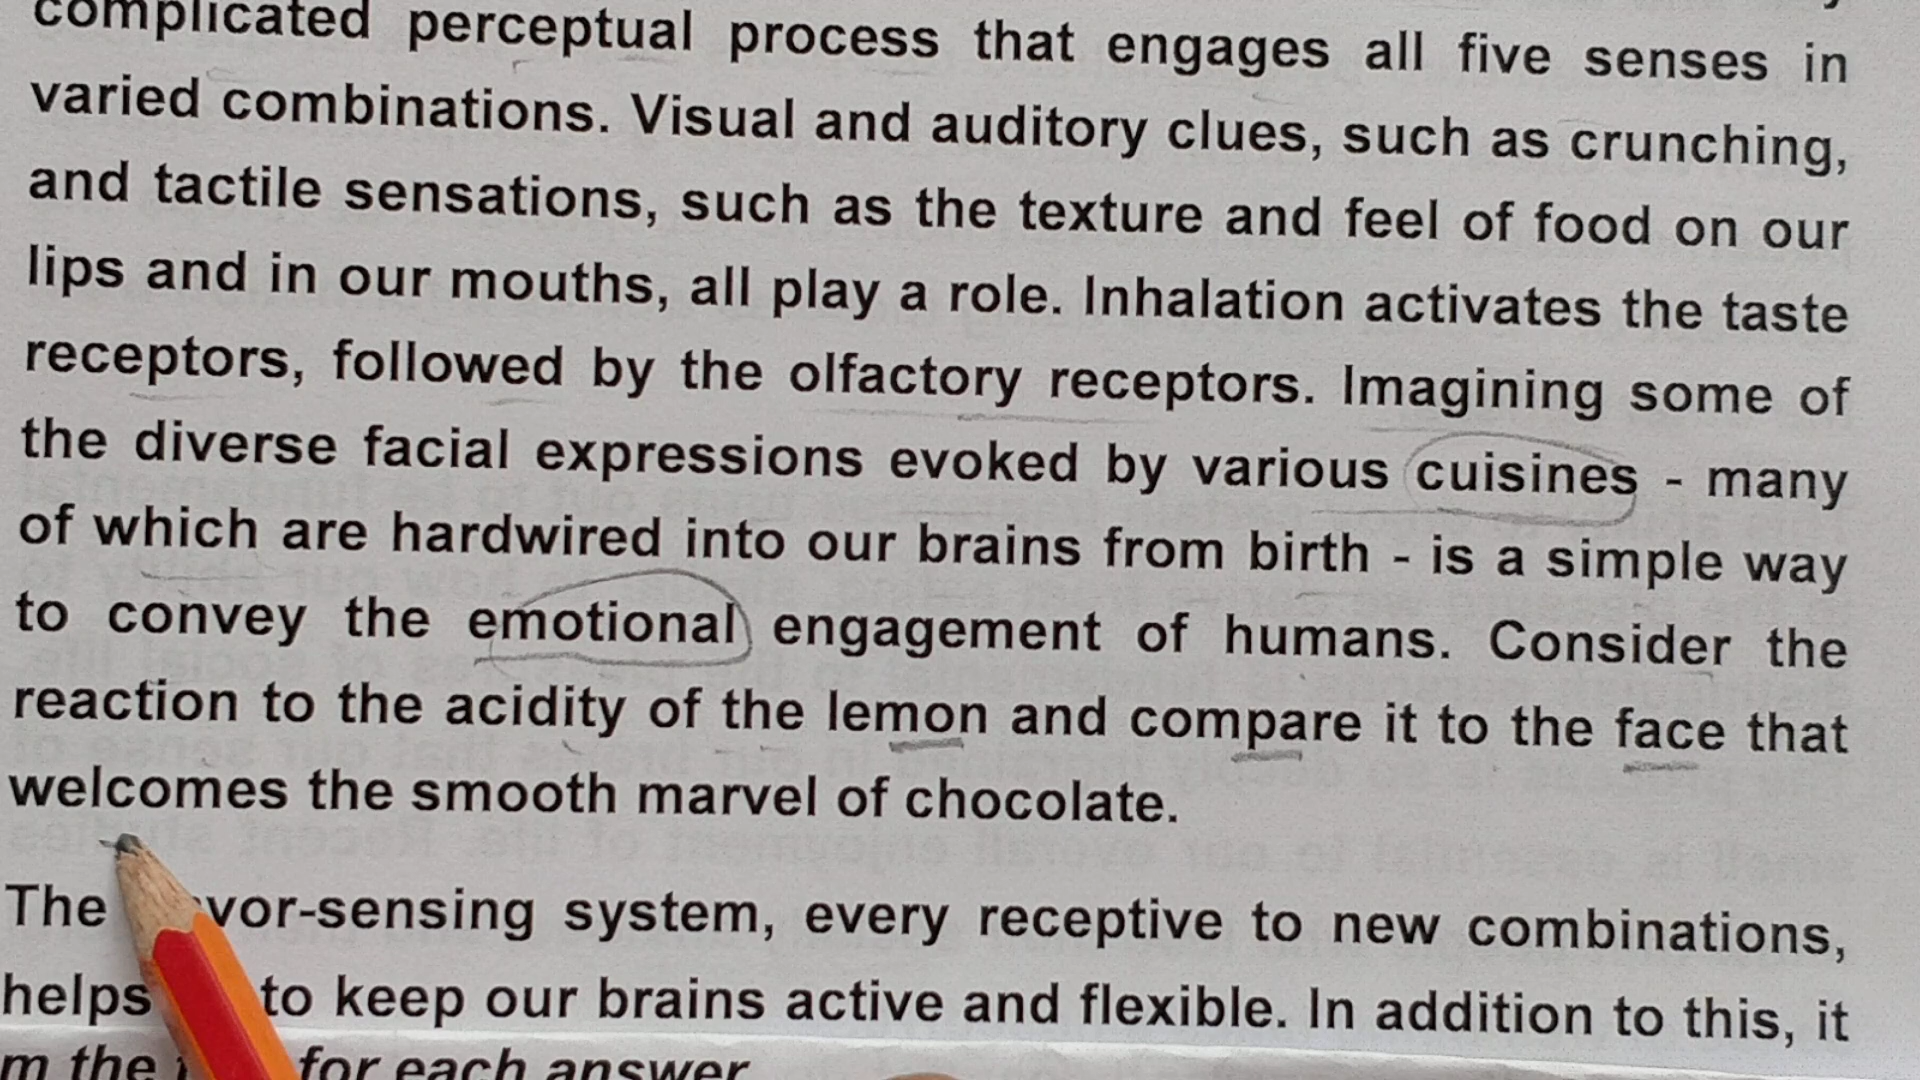 complicated perceptual process that engages all five senses in
varied combinations. Visual and auditory clues, such as crunching,
and tactile sensations, such as the texture and feel of food on our
lips and in our mouths, all play a role. Inhalation activates the taste
receptors, followed by the olfactory receptors. Imagining some of
the diverse facial expressions evoked by various cuisines - many
of which are hardwired into our brains from birth - is a simple way
to convey the emotional engagement of humans. Consider the
reaction to the acidity of the lemon and compare it to the face that
welcomes the smooth marvel of chocolate.
The vor-sensing system, every receptive to new combinations,
helps to keep our brains active and flexible. In addition to this, it
m the for each answer